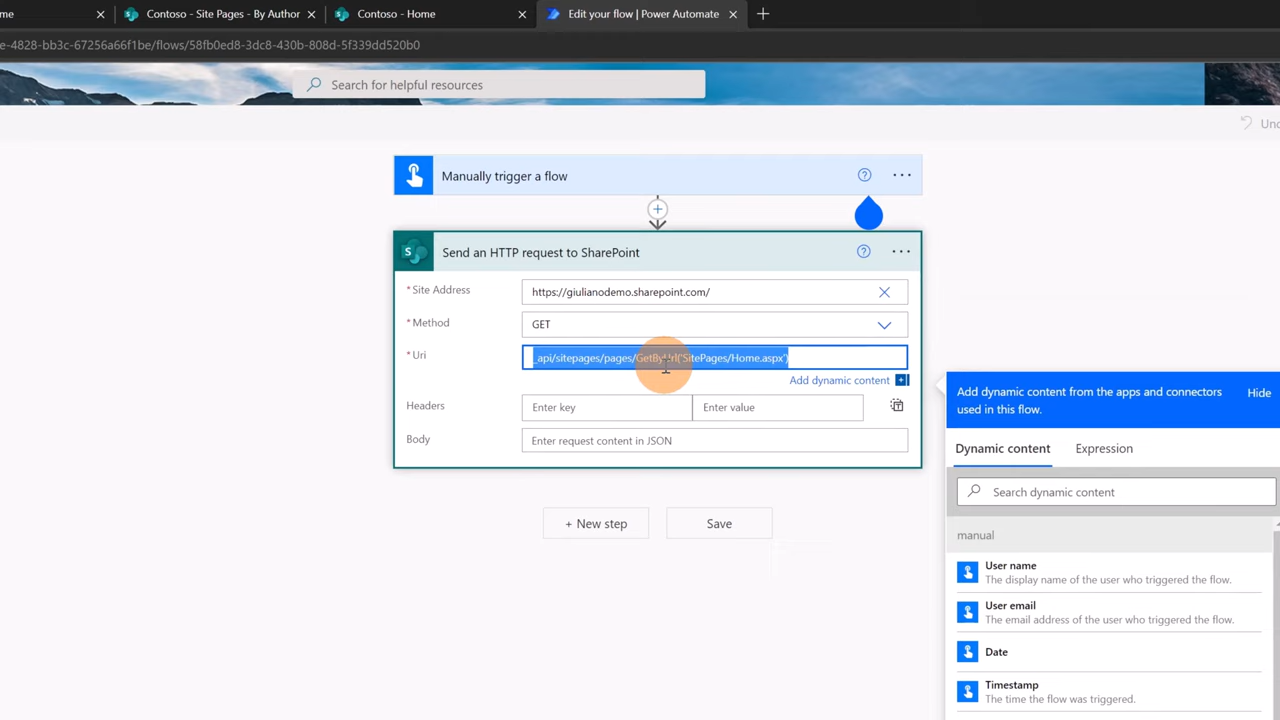 me
Contoso - Site Pages - By Author
Contoso - Home
Edit your flow | Power Automate
e-4828-bb3c-67256a66f1be/flows/58fb0ed8-3dc8-430b-808d-5f339dd520b0
Search for helpful resources
Und
Manually trigger a flow
Send an HTTP request to SharePoint
* Site Address
https://giulianodemo.sharepoint.com/
* Method
GET
* Uri
_api/sitepages/pages/GetByUrl('SitePages/Home.aspx')
Add dynamic content
Headers
Enter key
Enter value
Body
Enter request content in JSON
+ New step
Save
Add dynamic content from the apps and connectors
used in this flow.
Hide
Dynamic content
Expression
Search dynamic content
manual
User name
The display name of the user who triggered the flow.
User email
The email address of the user who triggered the flow.
Date
Timestamp
The time the flow was triggered.